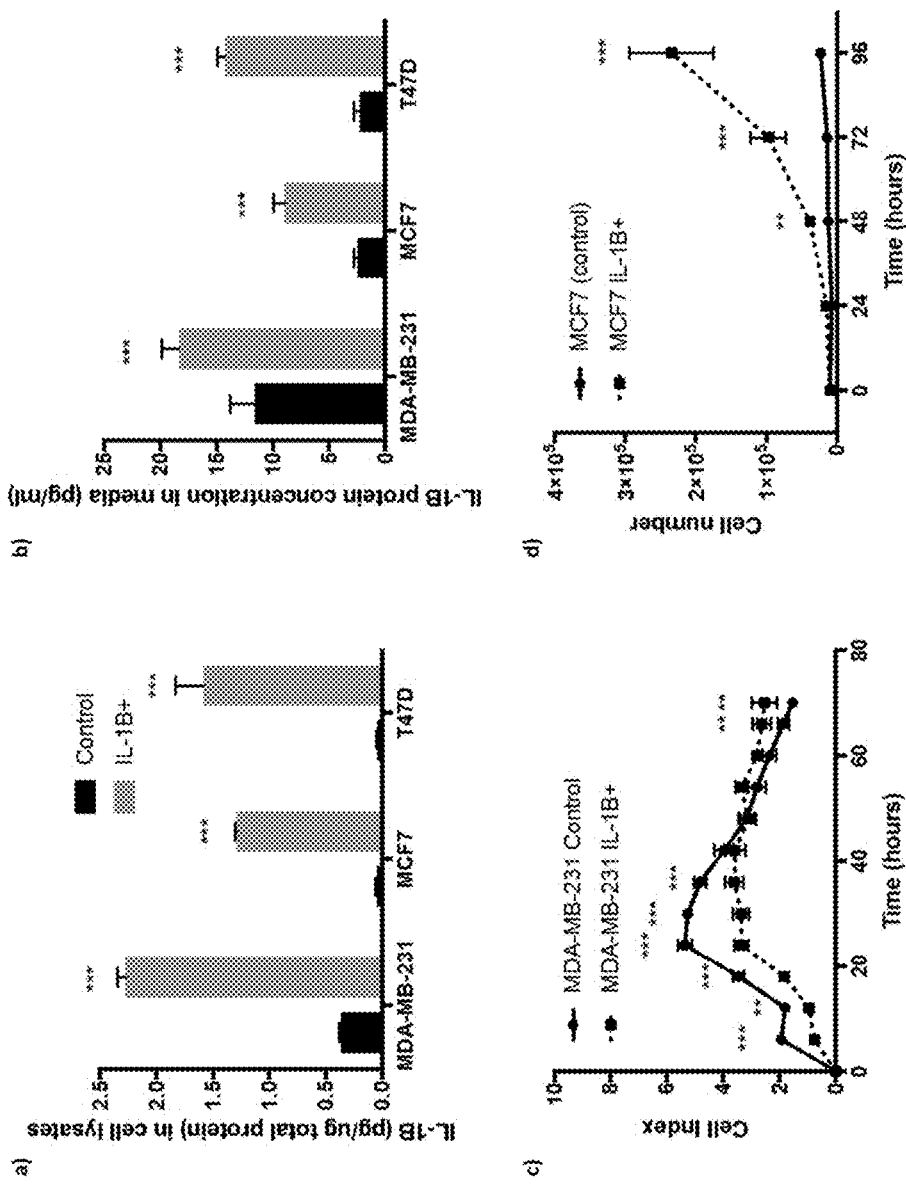 a)
IL-1B (pg/ug total protein) in cell lysates
2.5
2.0
1.5
1.0
0.5
0.0
Control
IL-1B+
***
***
***
MDA-MB-231
MCF7
T47D
b)
IL-1B protein concentration in media (pg/ml)
25
20
15
10
5
0
***
***
***
MDA-MB-231
MCF7
T47D
c)
Cell Index
10
8
6
4
2
0
MDA-MB-231 Control
MDA-MB-231 IL-1B+
***
**
***
***
***
***
0
20
40
60
80
Time (hours)
d)
Cell number
4×10⁵
3×10⁵
2×10⁵
1×10⁵
0
MCF7 (control)
MCF7 IL-1B+
**
***
***
0
24
48
72
96
Time (hours)